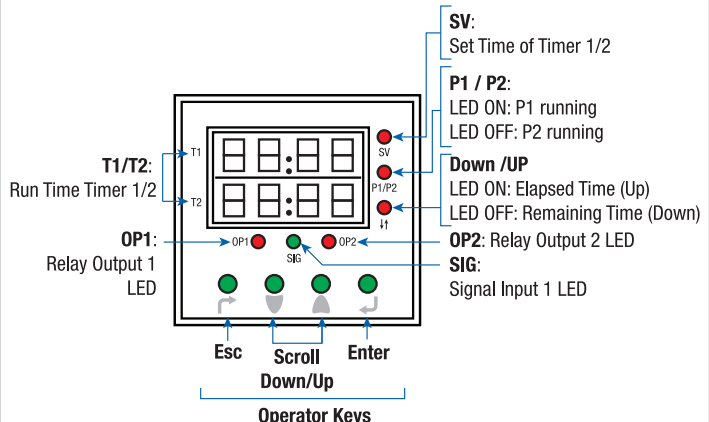 SV:
Set Time of Timer 1/2
P1 / P2:
LED ON: P1 running
LED OFF: P2 running
Down /UP
LED ON: Elapsed Time (Up)
LED OFF: Remaining Time (Down)
T1/T2:
Run Time Timer 1/2
T1
T2
SV
P1/P2
↓↑
OP1:
Relay Output 1
LED
OP1
SIG
OP2
OP2: Relay Output 2 LED
SIG:
Signal Input 1 LED
Esc
Scroll
Down/Up
Enter
Operator Keys